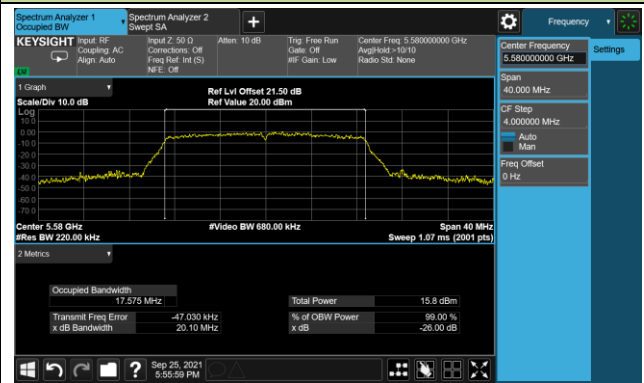 Spectrum Analyzer 1
Occupied BW
Spectrum Analyzer 2
Swept SA
+
Frequency
KEYSIGHT
Input: RF
Coupling: AC
Align: Auto
Input Z: 50 Ω
Corrections: Off
Freq Ref: Int (S)
NFE: Off
Atten: 10 dB
Trig: Free Run
Gate: Off
#IF Gain: Low
Center Freq: 5.580000000 GHz
Avg|Hold:>10/10
Radio Std: None
Center Frequency
5.580000000 GHz
Settings
Span
40.000 MHz
CF Step
4.000000 MHz
Auto
Man
Freq Offset
0 Hz
1 Graph
Scale/Div 10.0 dB
Ref Lvl Offset 21.50 dB
Ref Value 20.00 dBm
Log
10.0
0.00
-10.0
-20.0
-30.0
-40.0
-50.0
-60.0
-70.0
Center 5.58 GHz
#Res BW 220.00 kHz
#Video BW 680.00 kHz
Span 40 MHz
Sweep 1.07 ms (2001 pts)
2 Metrics
Occupied Bandwidth
17.575 MHz
Total Power 15.8 dBm
Transmit Freq Error -47.030 kHz
% of OBW Power 99.00 %
x dB Bandwidth 20.10 MHz
x dB -26.00 dB
?
Sep 25, 2021
5:55:59 PM